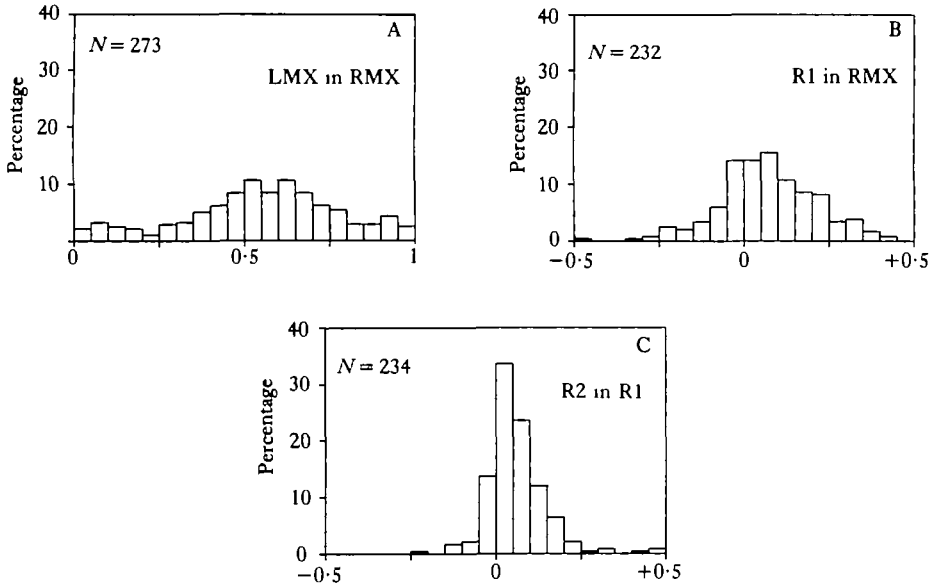 40
30
20
10
Percentage
N = 273
A
LMX in RMX
0
0·5
1
40
30
20
10
0
N = 232
B
R1 in RMX
−0·5
0
+0·5
40
30
20
10
0
Percentage
N = 234
C
R2 in R1
−0·5
0
+0·5